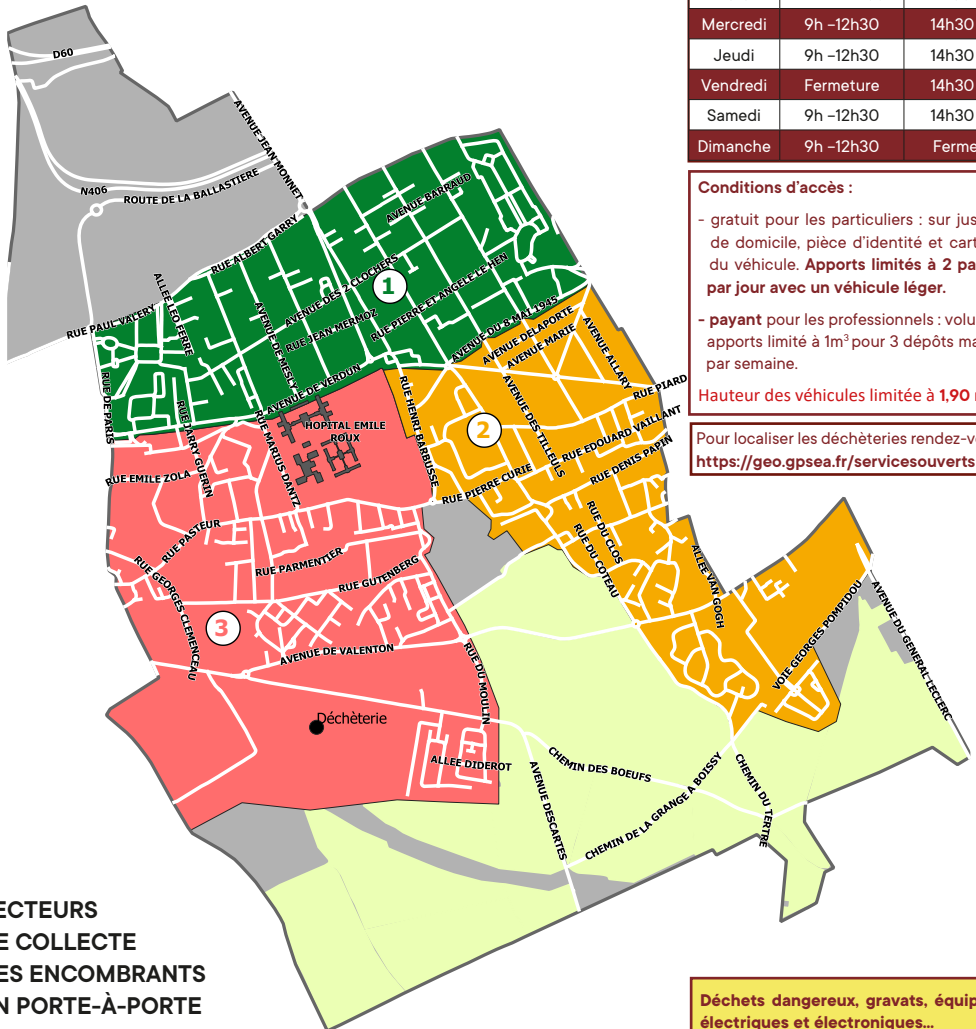 D60
AVENUE JEAN MONNET
N406
ROUTE DE LA BALLASTIERE
AVENUE BARRAUD
RUE ALBERT GARRY
ALLEE LEO FERRE
AVENUE DES 2 CLOCHERS
1
RUE PIERRE ET ANGELE LE HEN
RUE PAUL VALERY
AVENUE DE MESLY
RUE JEAN MERMOZ
AVENUE DU 8 MAI 1945
AVENUE DELAPORTE
AVENUE MARIE
AVENUE ALLARY
RUE DE PARIS
AVENUE DE VERDUN
RUE PIARD
RUE JARRY GUERIN
RUE MARIUS DANTZ
HOPITAL EMILE
ROUX
RUE HENRI BARBUSSE
2
AVENUE DES TILLEULS
RUE EDOUARD VAILLANT
RUE EMILE ZOLA
RUE PIERRE CURIE
RUE DENIS PAPIN
RUE PASTEUR
RUE DU CLOS
RUE DU COTEAU
RUE GEORGES CLEMENCEAU
RUE PARMENTIER
RUE GUTENBERG
ALLEE VAN GOGH
3
AVENUE DE VALENTON
RUE DU MOULIN
VOIE GEORGES POMPIDOU
AVENUE DU GENERAL LECLERC
Déchèterie
ALLEE DIDEROT
CHEMIN DES BOEUFS
AVENUE DESCARTES
CHEMIN DE LA GRANGE A BOISSY
CHEMIN DU TERTRE
Mercredi 9h -12h30 14h30
Jeudi 9h -12h30 14h30
Vendredi Fermeture 14h30
Samedi 9h -12h30 14h30
Dimanche 9h -12h30 Ferme
Conditions d'accès :
- gratuit pour les particuliers : sur jus
de domicile, pièce d'identité et cart
du véhicule. Apports limités à 2 pa
par jour avec un véhicule léger.
- payant pour les professionnels : volu
apports limité à 1m³ pour 3 dépôts ma
par semaine.
Hauteur des véhicules limitée à 1,90
Pour localiser les déchèteries rendez-v
https://geo.gpsea.fr/servicesouverts
ECTEURS
E COLLECTE
ES ENCOMBRANTS
N PORTE-À-PORTE
Déchets dangereux, gravats, équip
électriques et électroniques...